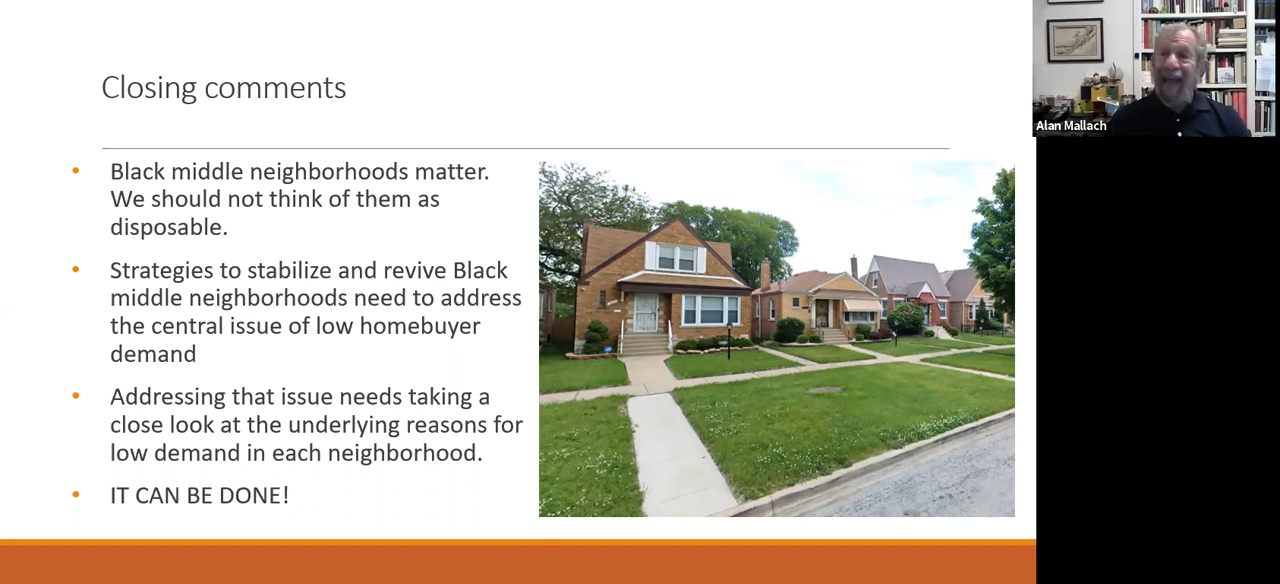 Closing comments
Black middle neighborhoods matter.
We should not think of them as
disposable.
Strategies to stabilize and revive Black
middle neighborhoods need to address
the central issue of low homebuyer
demand
Addressing that issue needs taking a
close look at the underlying reasons for
low demand in each neighborhood.
IT CAN BE DONE!
Alan Mallach